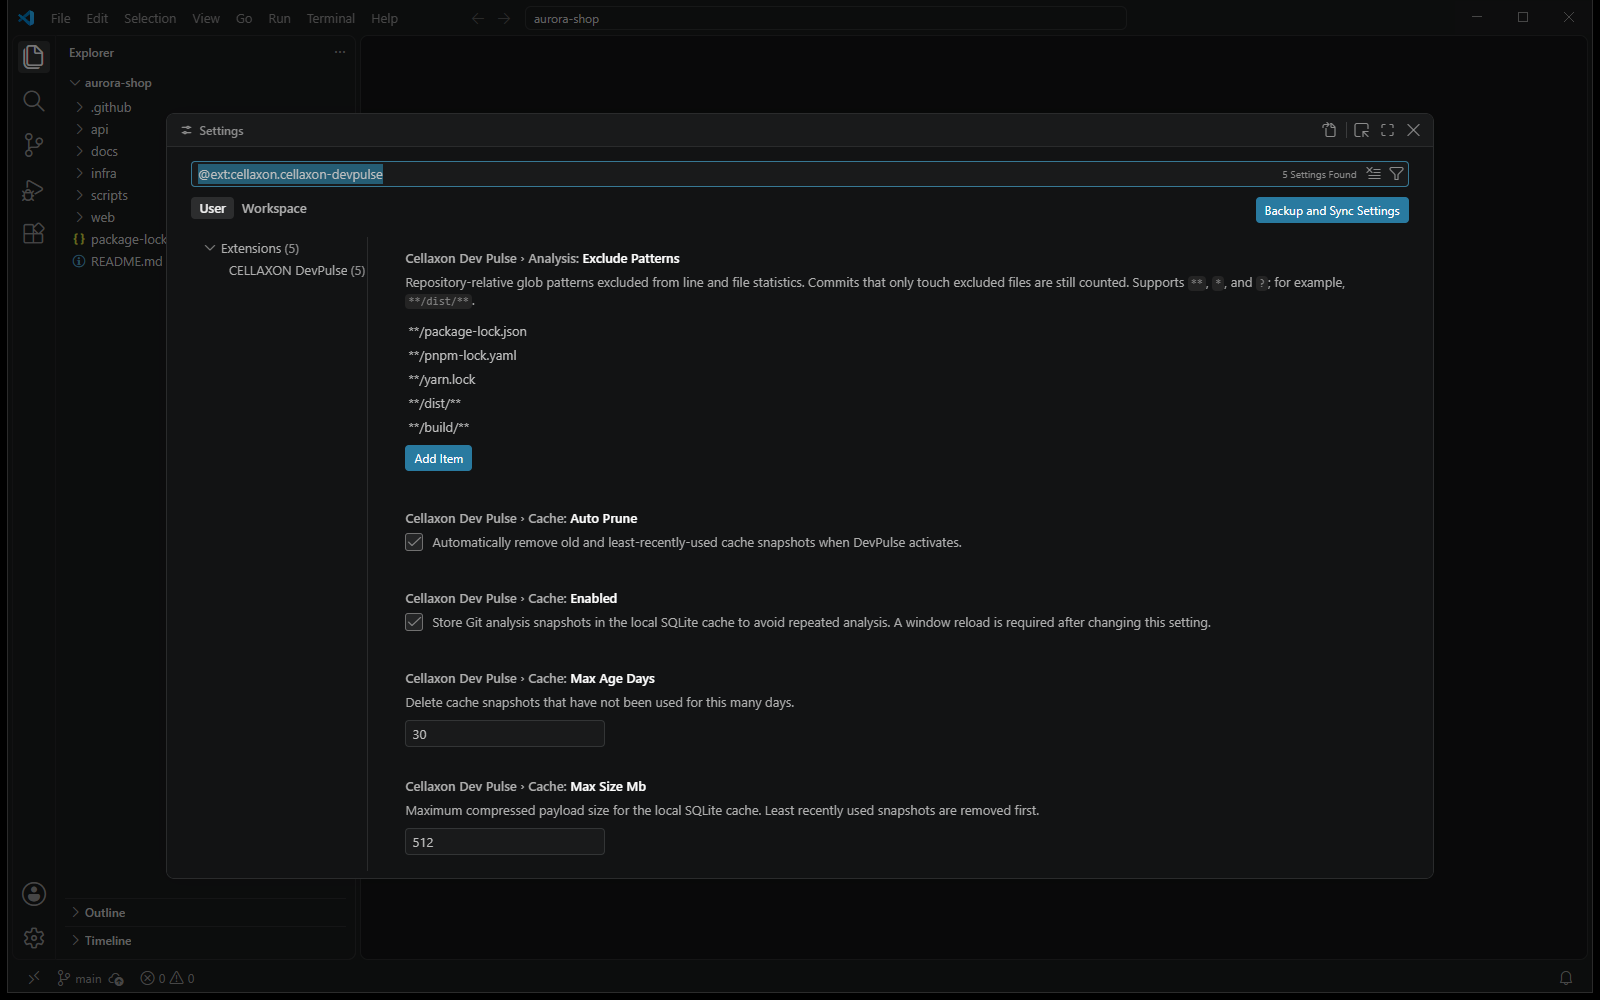 File Edit Selection View Go Run Terminal Help
aurora-shop
Explorer
aurora-shop
.github
api
docs
infra
scripts
web
{} package-lock
README.md
Outline
Timeline
Settings
@ext:cellaxon.cellaxon-devpulse
5 Settings Found
User Workspace
Backup and Sync Settings
Extensions (5)
CELLAXON DevPulse (5)
Cellaxon Dev Pulse › Analysis: Exclude Patterns
Repository-relative glob patterns excluded from line and file statistics. Commits that only touch excluded files are still counted. Supports **, *, and ?; for example,
**/dist/**.
**/package-lock.json
**/pnpm-lock.yaml
**/yarn.lock
**/dist/**
**/build/**
Add Item
Cellaxon Dev Pulse › Cache: Auto Prune
Automatically remove old and least-recently-used cache snapshots when DevPulse activates.
Cellaxon Dev Pulse › Cache: Enabled
Store Git analysis snapshots in the local SQLite cache to avoid repeated analysis. A window reload is required after changing this setting.
Cellaxon Dev Pulse › Cache: Max Age Days
Delete cache snapshots that have not been used for this many days.
30
Cellaxon Dev Pulse › Cache: Max Size Mb
Maximum compressed payload size for the local SQLite cache. Least recently used snapshots are removed first.
512
main 0 0